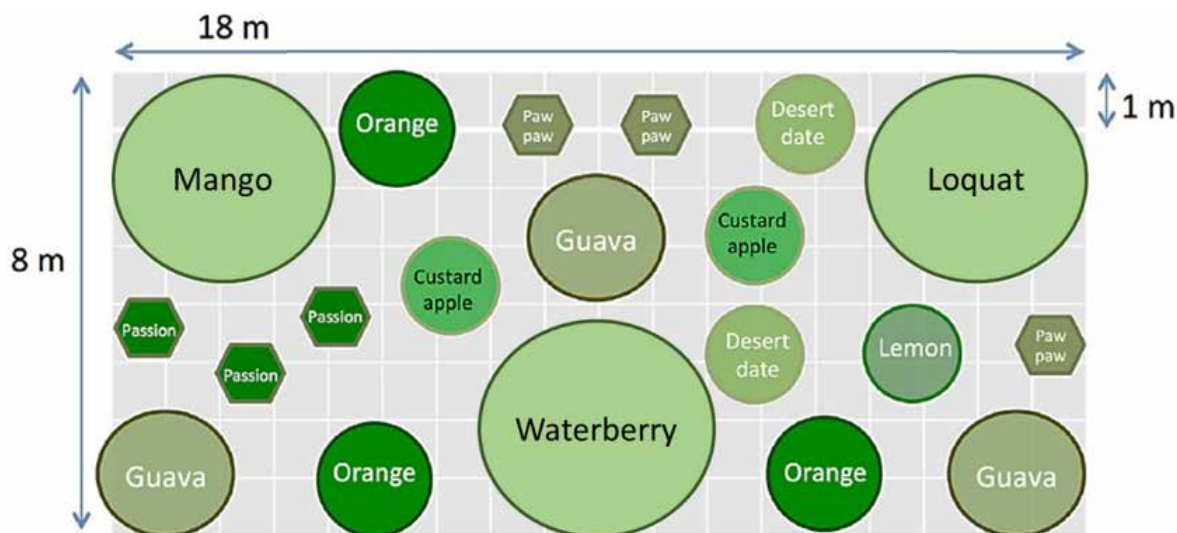 18 m
8 m
1 m
Mango
Orange
Paw
paw
Paw
paw
Desert
date
Loquat
Guava
Custard
apple
Custard
apple
Passion
Passion
Passion
Desert
date
Lemon
Paw
paw
Waterberry
Guava
Orange
Orange
Guava